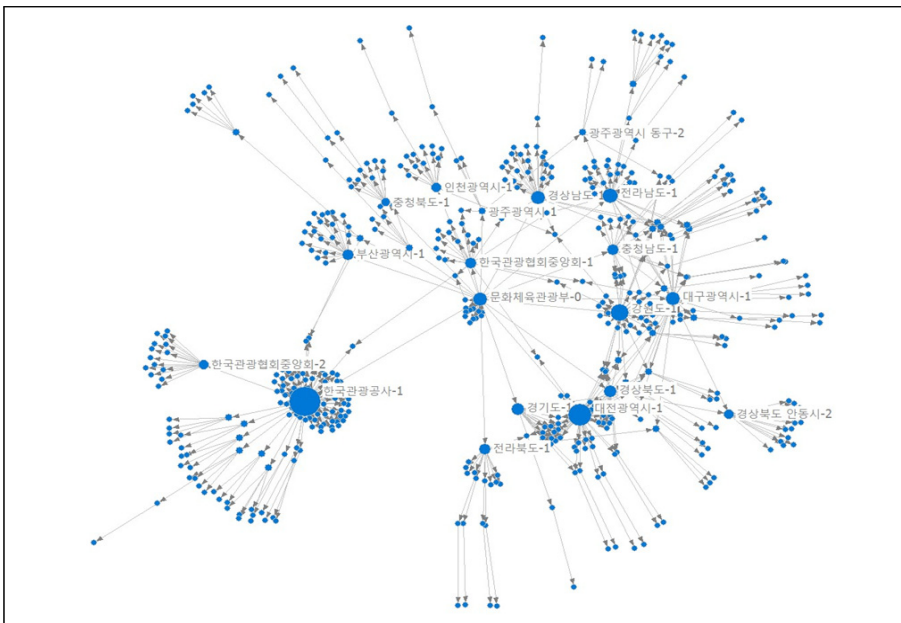 광주광역시 동구-2
인천광역시-1
경상남도-1
전라남도-1
충청북도-1
광주광역시-1
충청남도-1
부산광역시-1
한국관광협회중앙회-1
문화체육관광부-0
대구광역시-1
강원도-1
한국관광협회중앙회-2
한국관광공사-1
경상북도-1
경기도-1
대전광역시-1
경상북도 안동시-2
전라북도-1